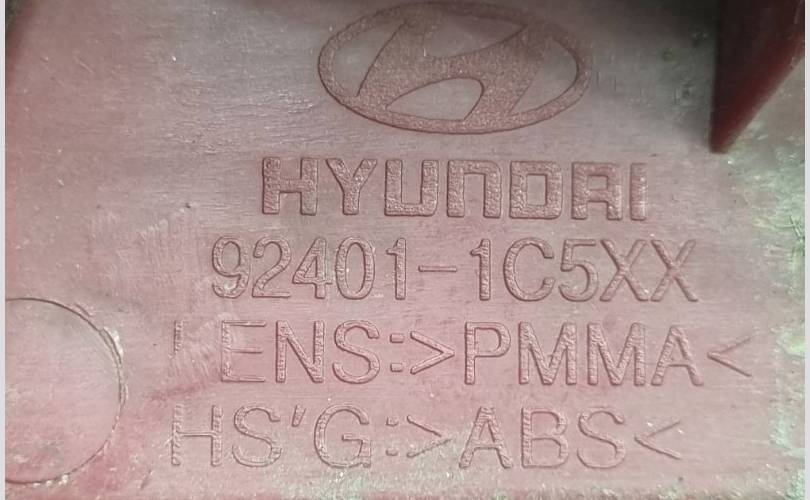 HYUNDAI
92401-1C5XX
LENS:>PMMA<
HS'G:>ABS<